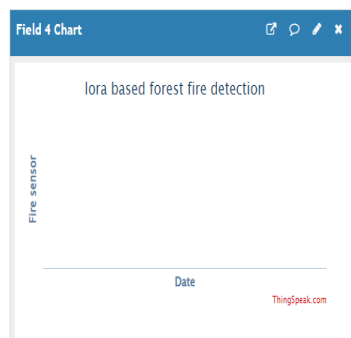 Field 4 Chart
lora based forest fire detection
Fire sensor
Date
ThingSpeak.com